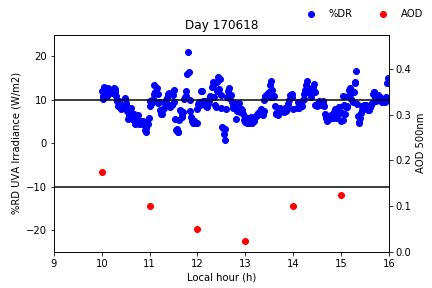 %DR AOD
Day 170618
%RD UVA Irradiance (W/m2)
20
10
0
−10
−20
0.4
0.3
0.2
0.1
0.0
AOD 500nm
9 10 11 12 13 14 15 16
Local hour (h)